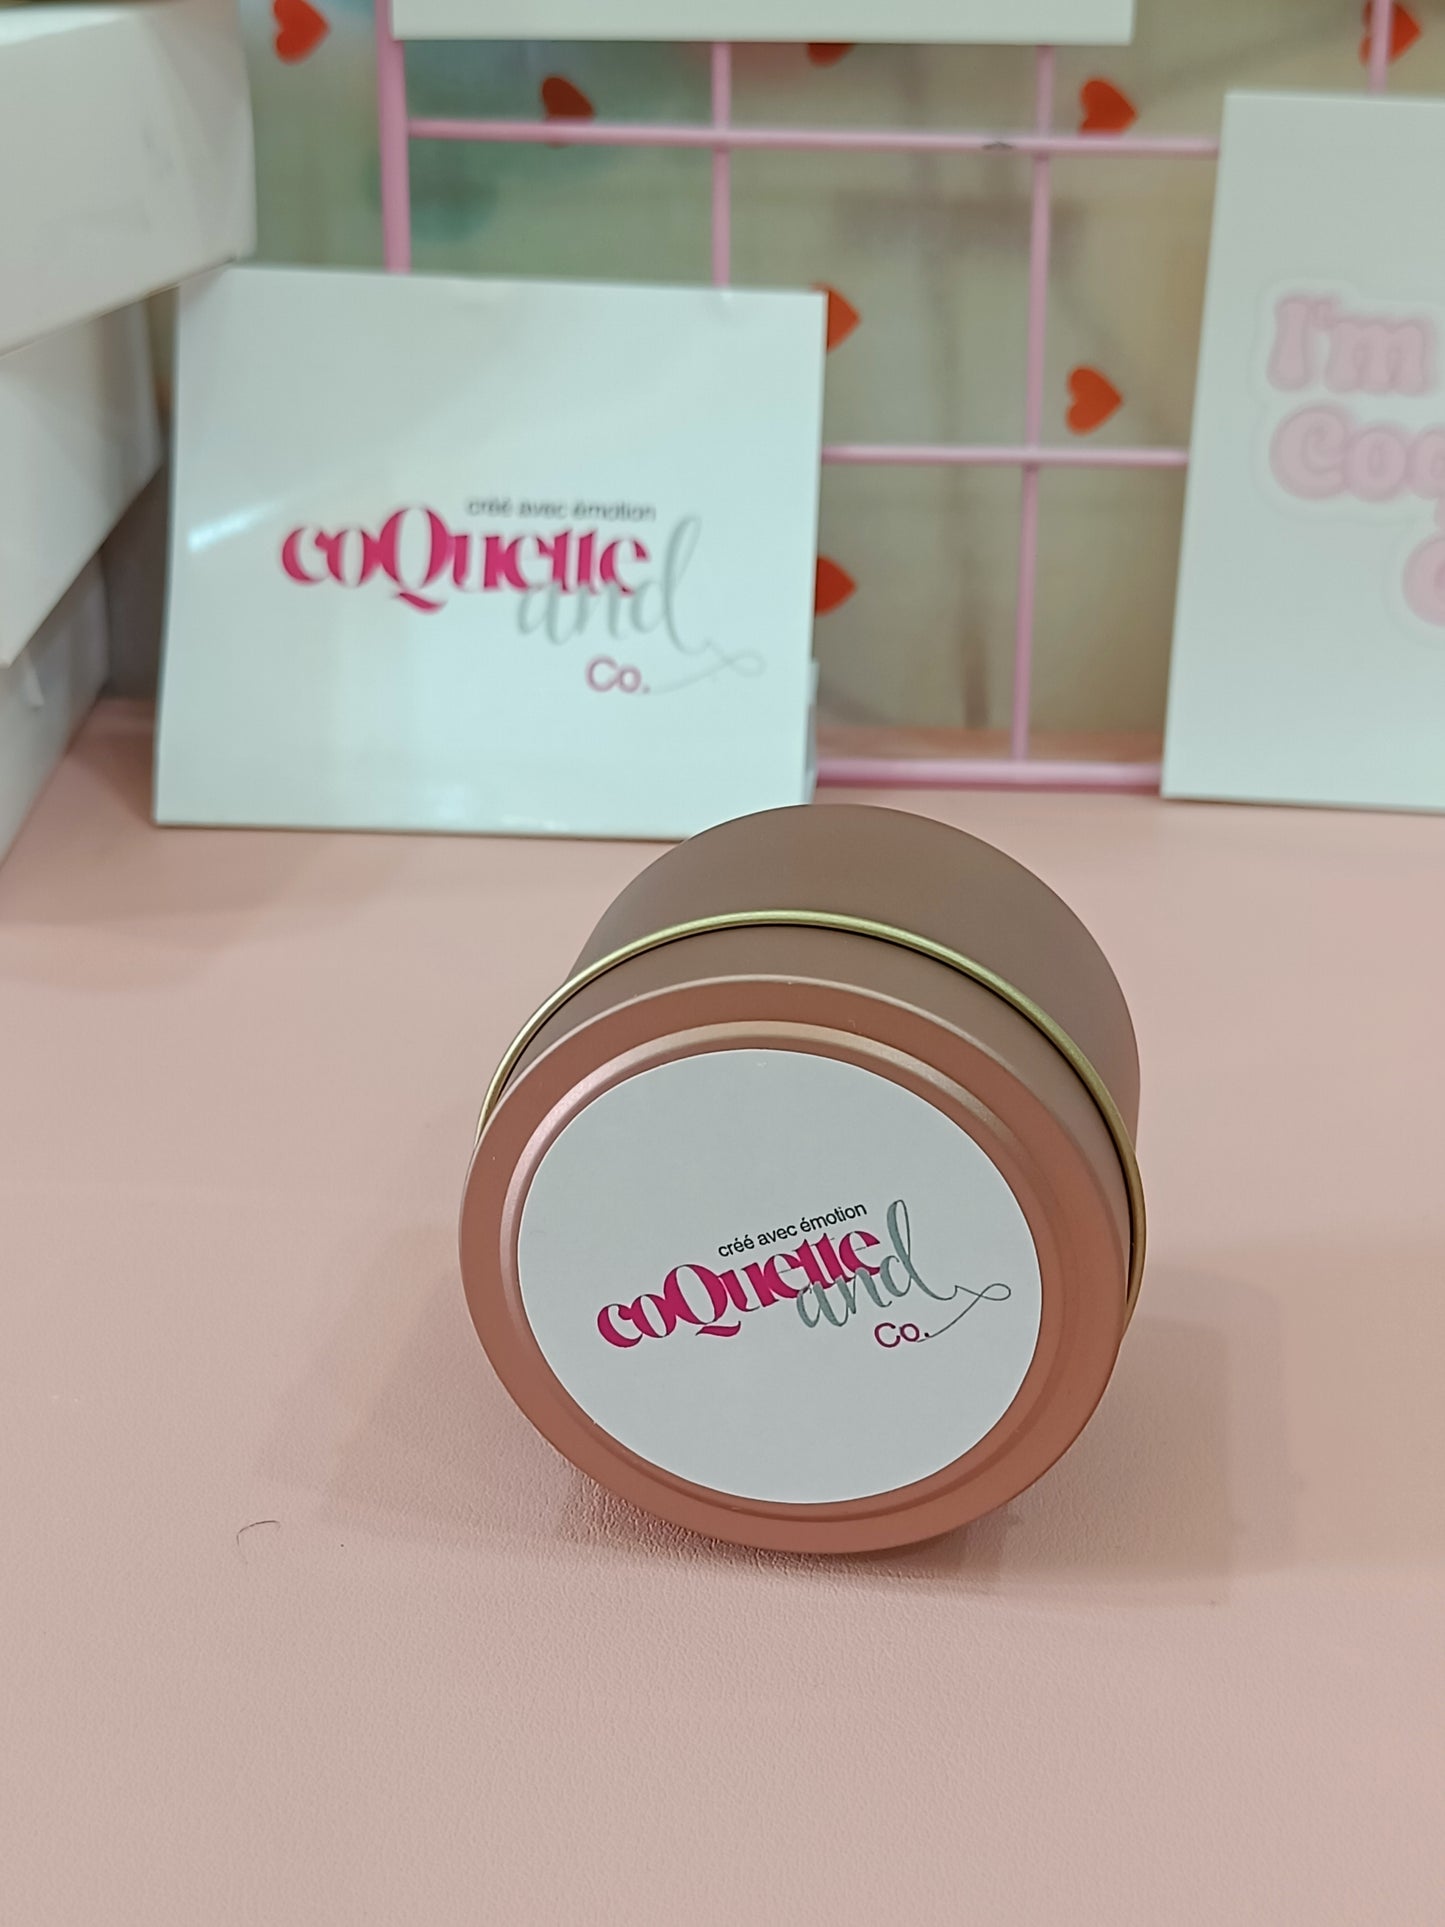 créé avec émotion
coQuette
and
Co.
I'm
créé avec émotion
coQuette
and
Co.